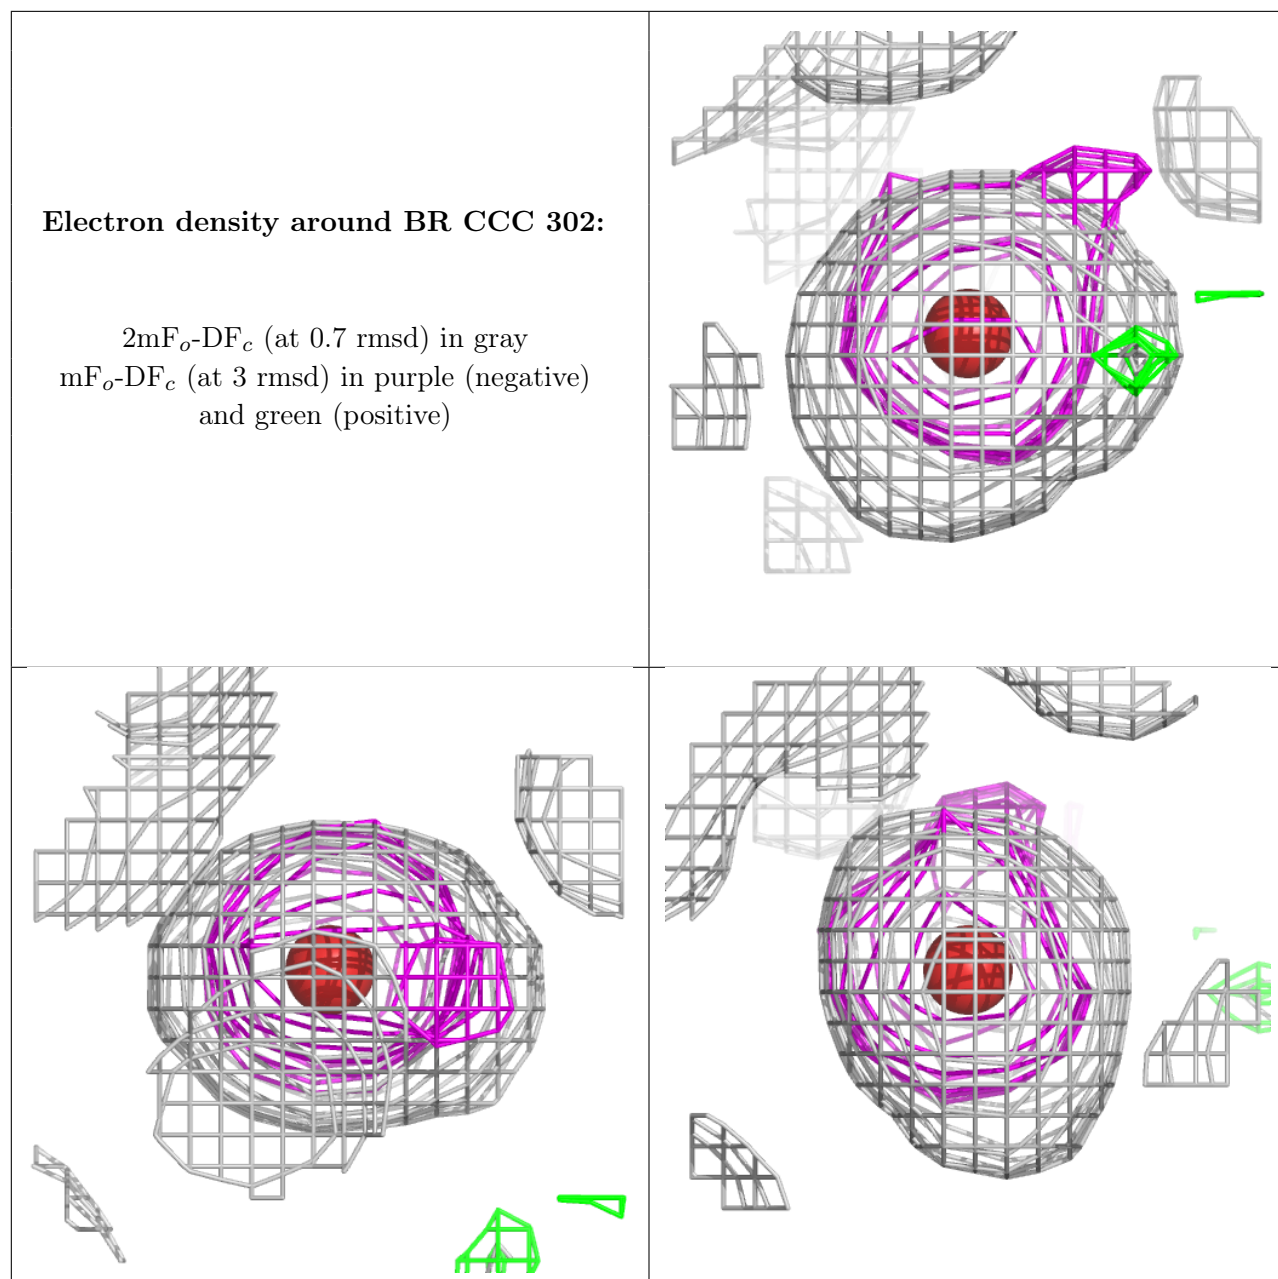 Electron density around BR CCC 302:
2mFo-DFc (at 0.7 rmsd) in gray
mFo-DFc (at 3 rmsd) in purple (negative)
and green (positive)